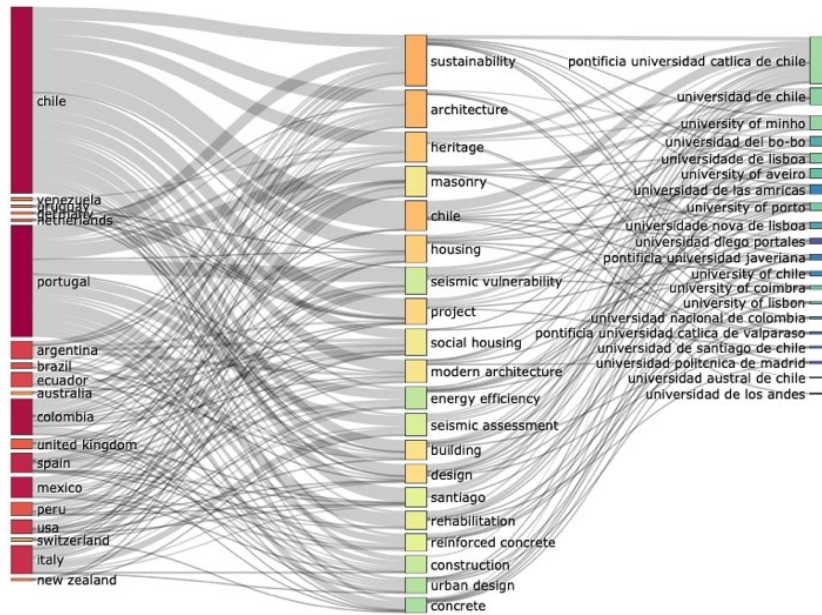 chile
venezuela
uruguay
germany
netherlands
portugal
argentina
brazil
ecuador
australia
colombia
united kingdom
spain
mexico
peru
usa
switzerland
italy
new zealand
sustainability
architecture
heritage
masonry
chile
housing
seismic vulnerability
project
social housing
modern architecture
energy efficiency
seismic assessment
building
design
santiago
rehabilitation
reinforced concrete
construction
urban design
concrete
pontificia universidad catlica de chile
universidad de chile
university of minho
universidad del bo-bo
universidade de lisboa
university of aveiro
universidad de las amricas
university of porto
universidade nova de lisboa
universidad diego portales
pontificia universidad javeriana
university of chile
university of coimbra
university of lisbon
universidad nacional de colombia
pontificia universidad catlica de valparaso
universidad de santiago de chile
universidad politcnica de madrid
universidad austral de chile
universidad de los andes